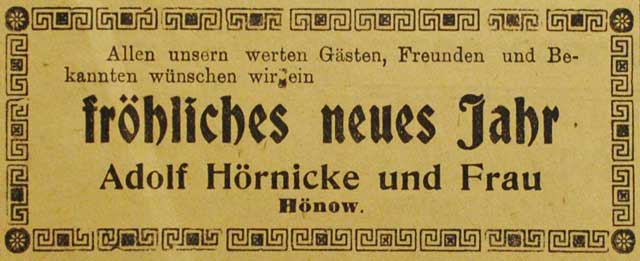 Allen unsern werten Gästen, Freunden und Be-
kannten wünschen wir ein
fröhliches neues Jahr
Adolf Hörnicke und Frau
Hönow.